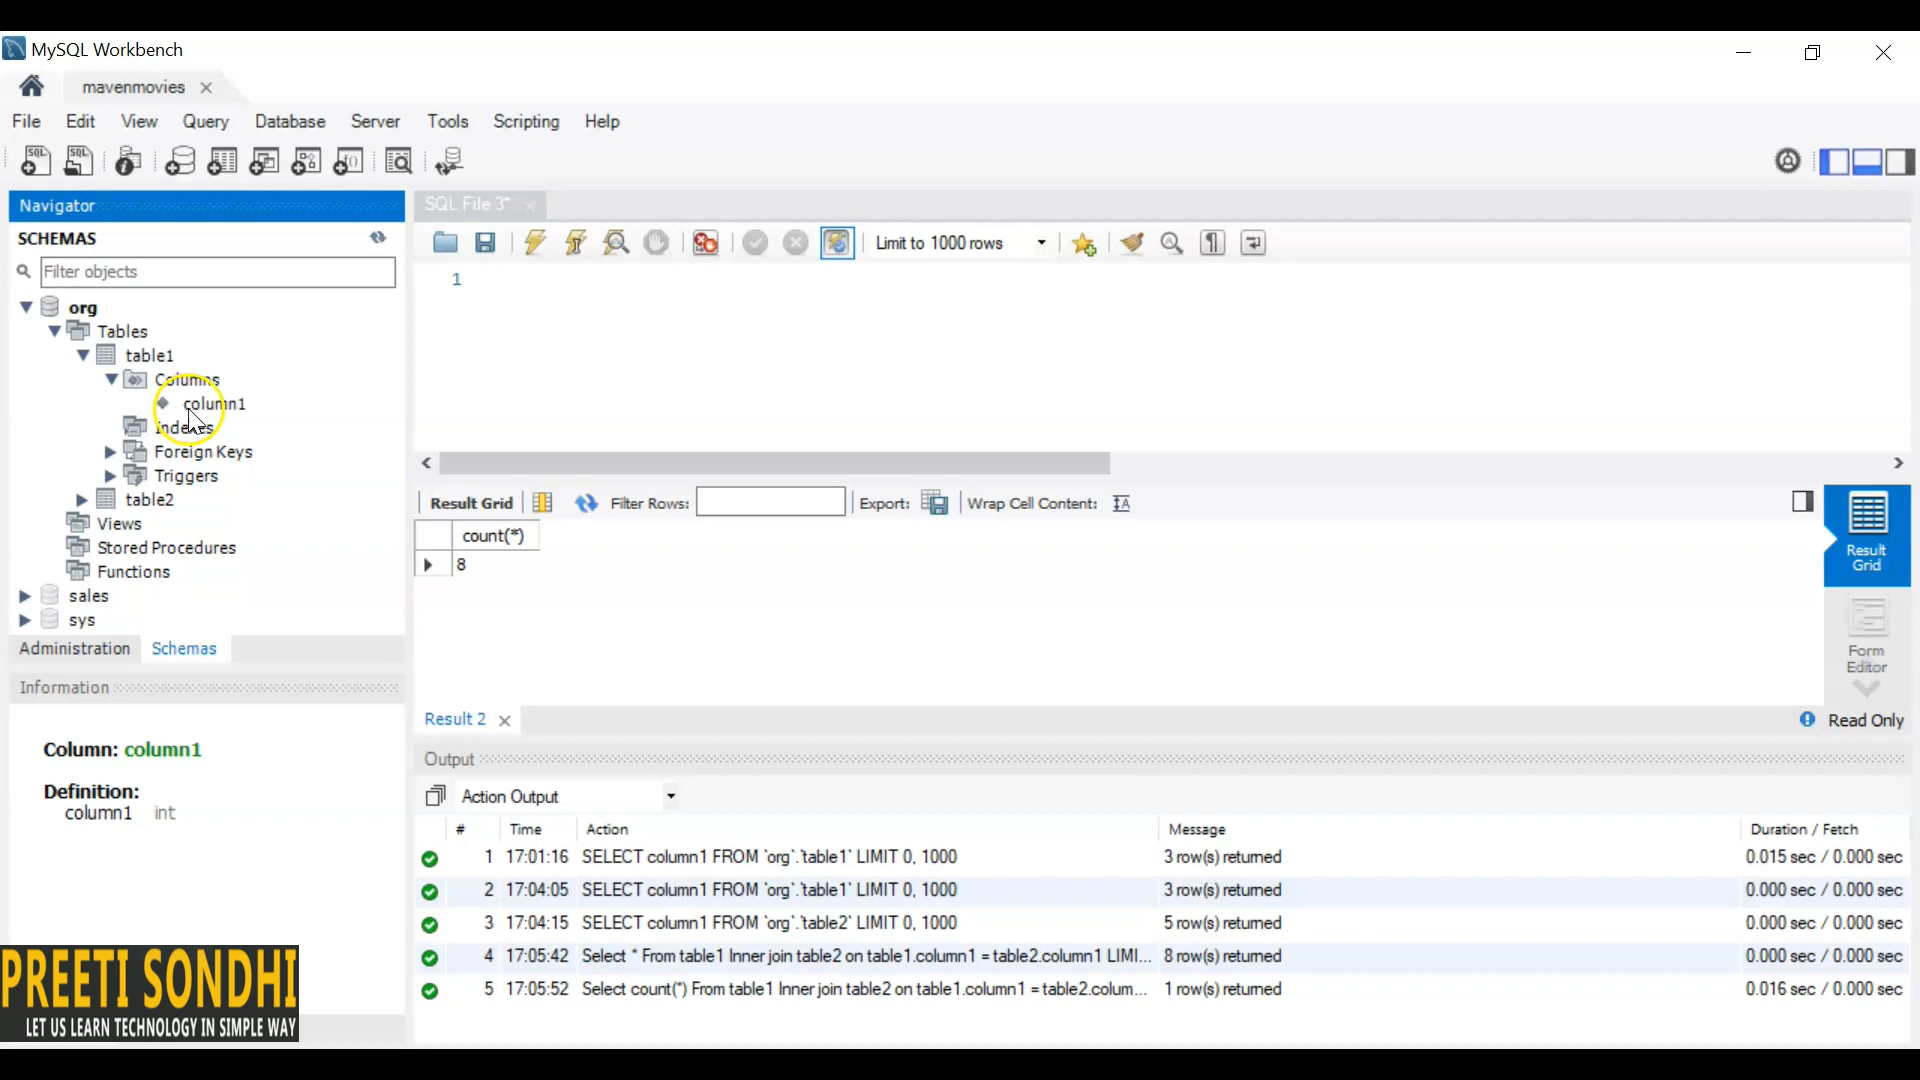 MySQL Workbench
mavenmovies
File Edit View Query Database Server Tools Scripting Help
Navigator
SCHEMAS
Filter objects
org
Tables
table1
Columns
column1
Indexes
Foreign Keys
Triggers
table2
Views
Stored Procedures
Functions
sales
sys
Administration Schemas
Information
Column: column1
Definition:
column1 int
PREETI SONDHI
LET US LEARN TECHNOLOGY IN SIMPLE WAY
SQL File 3*
Limit to 1000 rows
1
Result Grid Filter Rows: Export: Wrap Cell Content:
count(*)
8
Result Grid
Form Editor
Result 2
Read Only
Output
Action Output
# Time Action Message Duration / Fetch
1 17:01:16 SELECT column1 FROM `org`.`table1` LIMIT 0, 1000 3 row(s) returned 0.015 sec / 0.000 sec
2 17:04:05 SELECT column1 FROM `org`.`table1` LIMIT 0, 1000 3 row(s) returned 0.000 sec / 0.000 sec
3 17:04:15 SELECT column1 FROM `org`.`table2` LIMIT 0, 1000 5 row(s) returned 0.000 sec / 0.000 sec
4 17:05:42 Select * From table1 Inner join table2 on table1.column1 = table2.column1 LIMI... 8 row(s) returned 0.000 sec / 0.000 sec
5 17:05:52 Select count(*) From table1 Inner join table2 on table1.column1 = table2.colum... 1 row(s) returned 0.016 sec / 0.000 sec